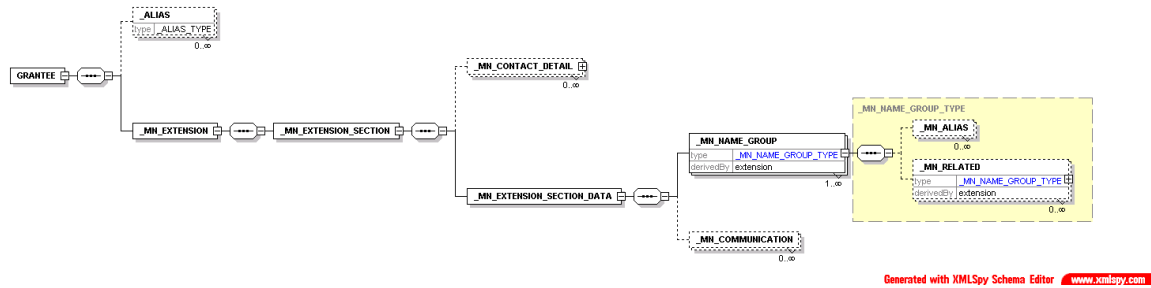 _ALIAS
type _ALIAS_TYPE
0..∞
GRANTEE
_MN_CONTACT_DETAIL
0..∞
_MN_EXTENSION
_MN_EXTENSION_SECTION
_MN_NAME_GROUP_TYPE
_MN_ALIAS
0..∞
_MN_NAME_GROUP
type _MN_NAME_GROUP_TYPE
derivedBy extension
1..∞
_MN_RELATED
type _MN_NAME_GROUP_TYPE
derivedBy extension
0..∞
_MN_EXTENSION_SECTION_DATA
_MN_COMMUNICATION
0..∞
Generated with XMLSpy Schema Editor www.xmlspy.com